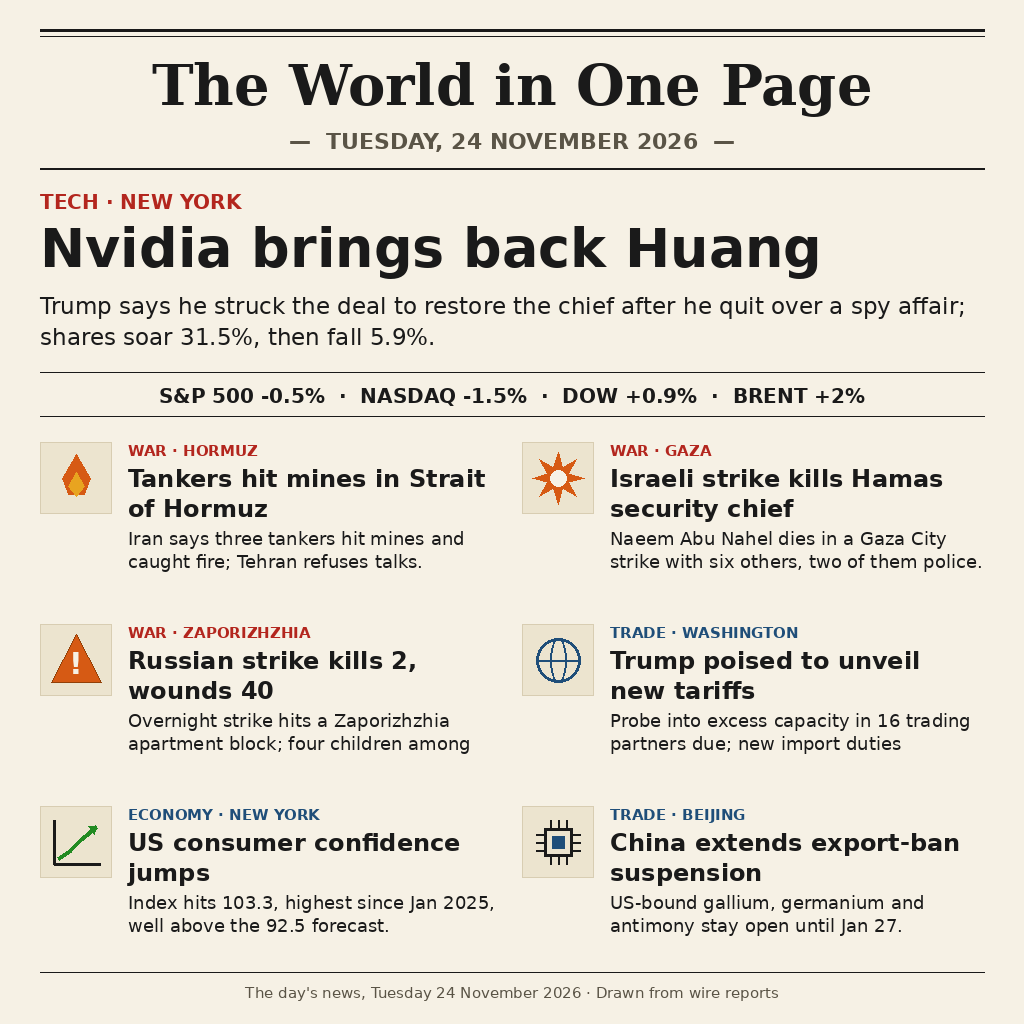 The World in One Page
— TUESDAY, 24 NOVEMBER 2026 —
TECH · NEW YORK
Nvidia brings back Huang
Trump says he struck the deal to restore the chief after he quit over a spy affair;
shares soar 31.5%, then fall 5.9%.
S&P 500 -0.5% · NASDAQ -1.5% · DOW +0.9% · BRENT +2%
WAR · HORMUZ
Tankers hit mines in Strait
of Hormuz
Iran says three tankers hit mines and
caught fire; Tehran refuses talks.
WAR · GAZA
Israeli strike kills Hamas
security chief
Naeem Abu Nahel dies in a Gaza City
strike with six others, two of them police.
WAR · ZAPORIZHZHIA
Russian strike kills 2,
wounds 40
Overnight strike hits a Zaporizhzhia
apartment block; four children among
TRADE · WASHINGTON
Trump poised to unveil
new tariffs
Probe into excess capacity in 16 trading
partners due; new import duties
ECONOMY · NEW YORK
US consumer confidence
jumps
Index hits 103.3, highest since Jan 2025,
well above the 92.5 forecast.
TRADE · BEIJING
China extends export-ban
suspension
US-bound gallium, germanium and
antimony stay open until Jan 27.
The day's news, Tuesday 24 November 2026 · Drawn from wire reports